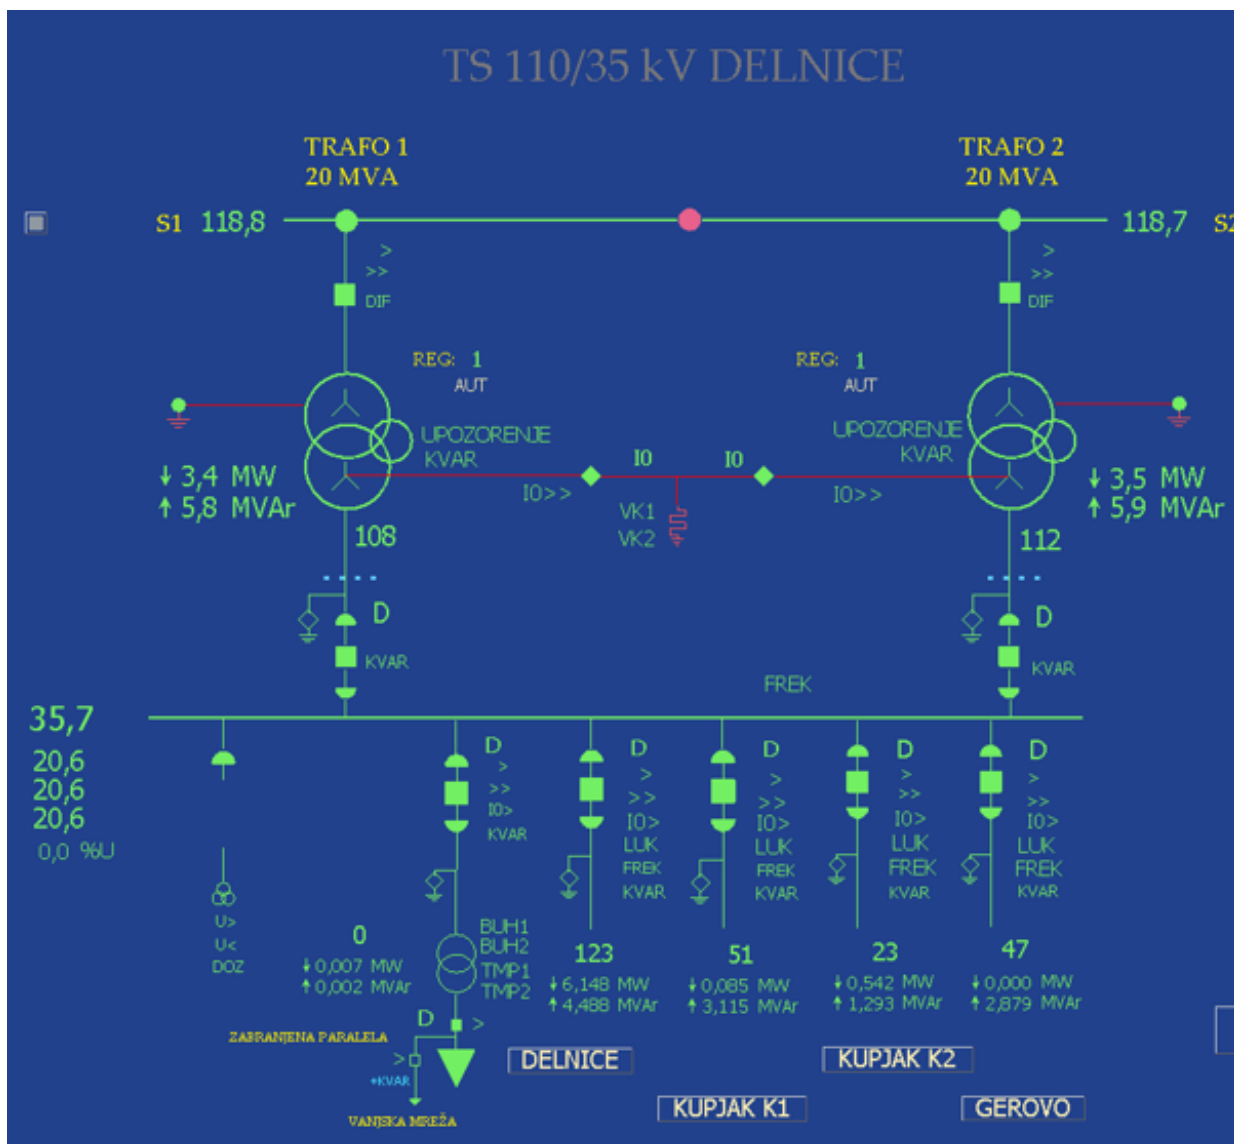 TS 110/35 kV DELNICE
TRAFO 1
20 MVA
TRAFO 2
20 MVA
S1 118,8
118,7 S2
>
>>
DIF
>
>>
DIF
REG: 1
AUT
REG: 1
AUT
UPOZORENJE
KVAR
UPOZORENJE
KVAR
I0 I0
I0>>
I0>>
VK1
VK2
↓ 3,4 MW
↑ 5,8 MVAr
↓ 3,5 MW
↑ 5,9 MVAr
108
112
D
KVAR
D
KVAR
FREK
35,7
20,6
20,6
20,6
0,0 %U
U>
U<
DOZ
D
>
>>
I0>
KVAR
D
>
>>
I0>
LUK
FREK
KVAR
D
>
>>
I0>
LUK
FREK
KVAR
D
>
>>
I0>
LUK
FREK
KVAR
D
>
>>
I0>
LUK
FREK
KVAR
0
↓ 0,007 MW
↑ 0,002 MVAr
BUH1
BUH2
TMP1
TMP2
123
↓ 6,148 MW
↑ 4,488 MVAr
51
↓ 0,085 MW
↑ 3,115 MVAr
23
↓ 0,542 MW
↑ 1,293 MVAr
47
↓ 0,000 MW
↑ 2,879 MVAr
D >
ZABRANJENA PARALELA
>
+KVAR
VANJSKA MREŽA
DELNICE
KUPJAK K1
KUPJAK K2
GEROVO